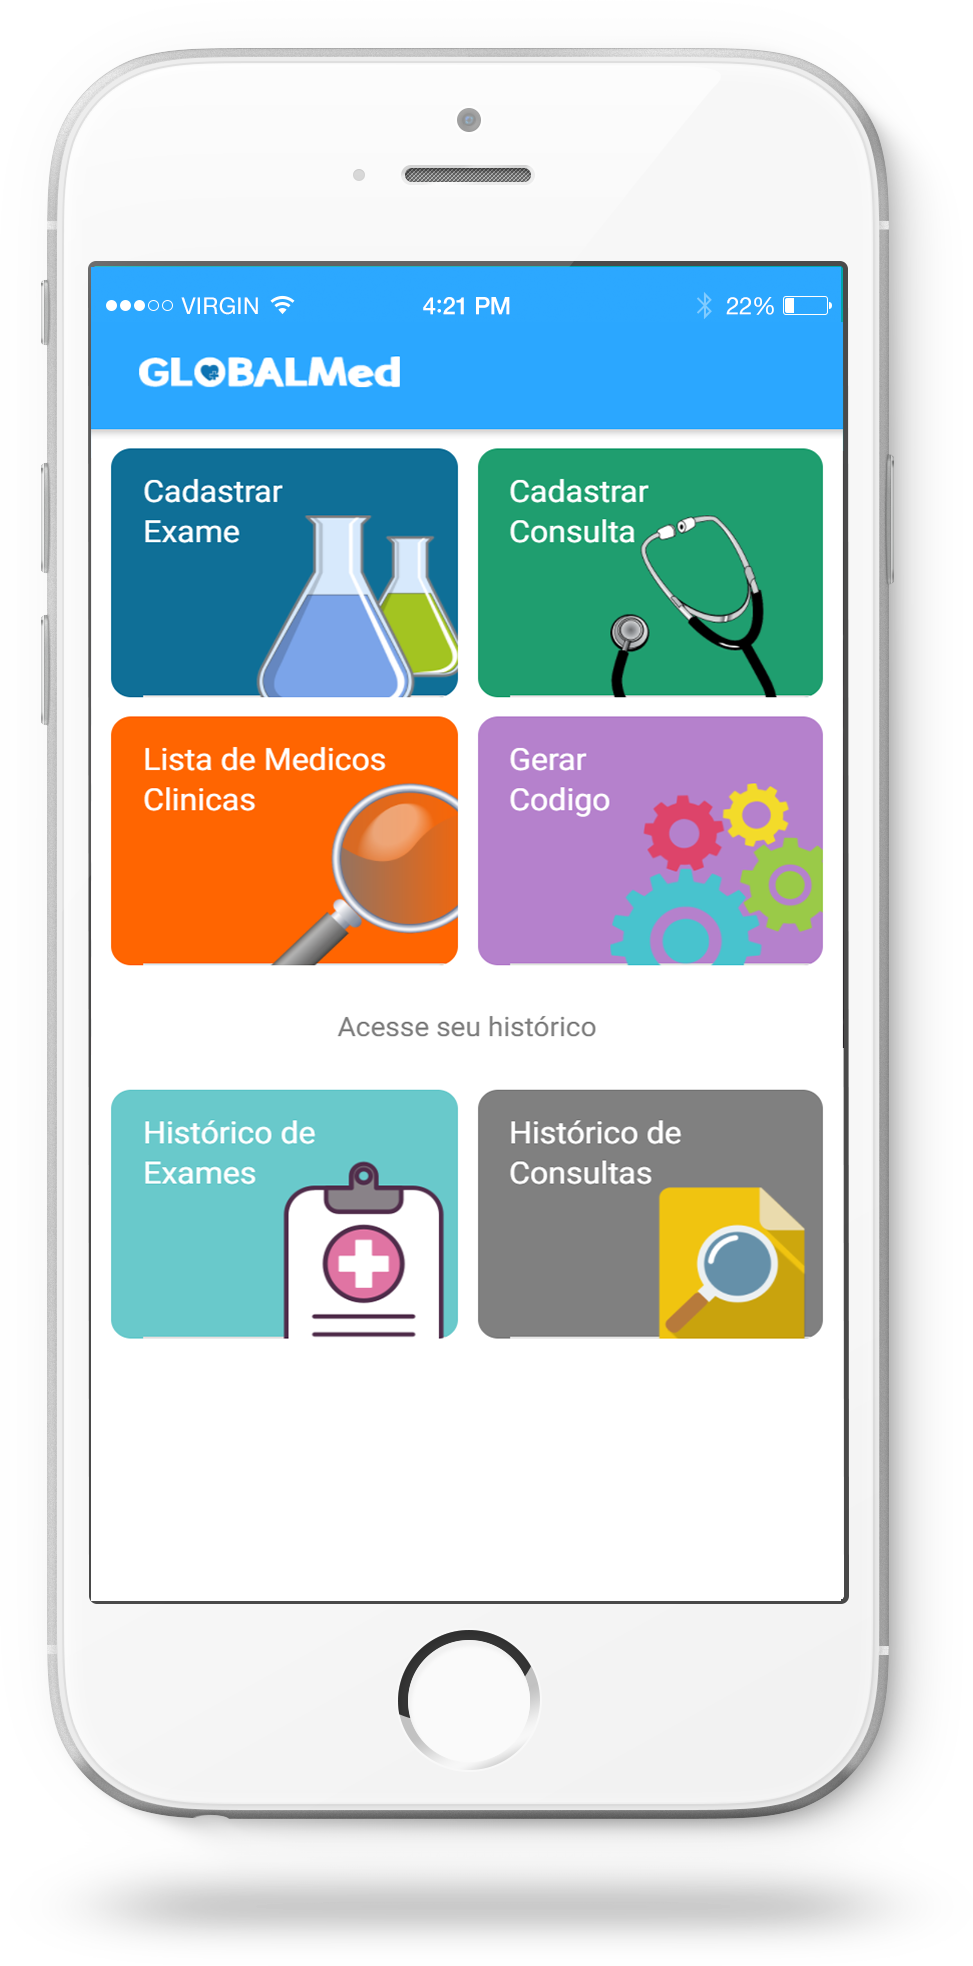 VIRGIN 4:21 PM 22%
GLOBALMed
Cadastrar
Exame
Cadastrar
Consulta
Lista de Medicos
Clinicas
Gerar
Codigo
Acesse seu histórico
Histórico de
Exames
Histórico de
Consultas